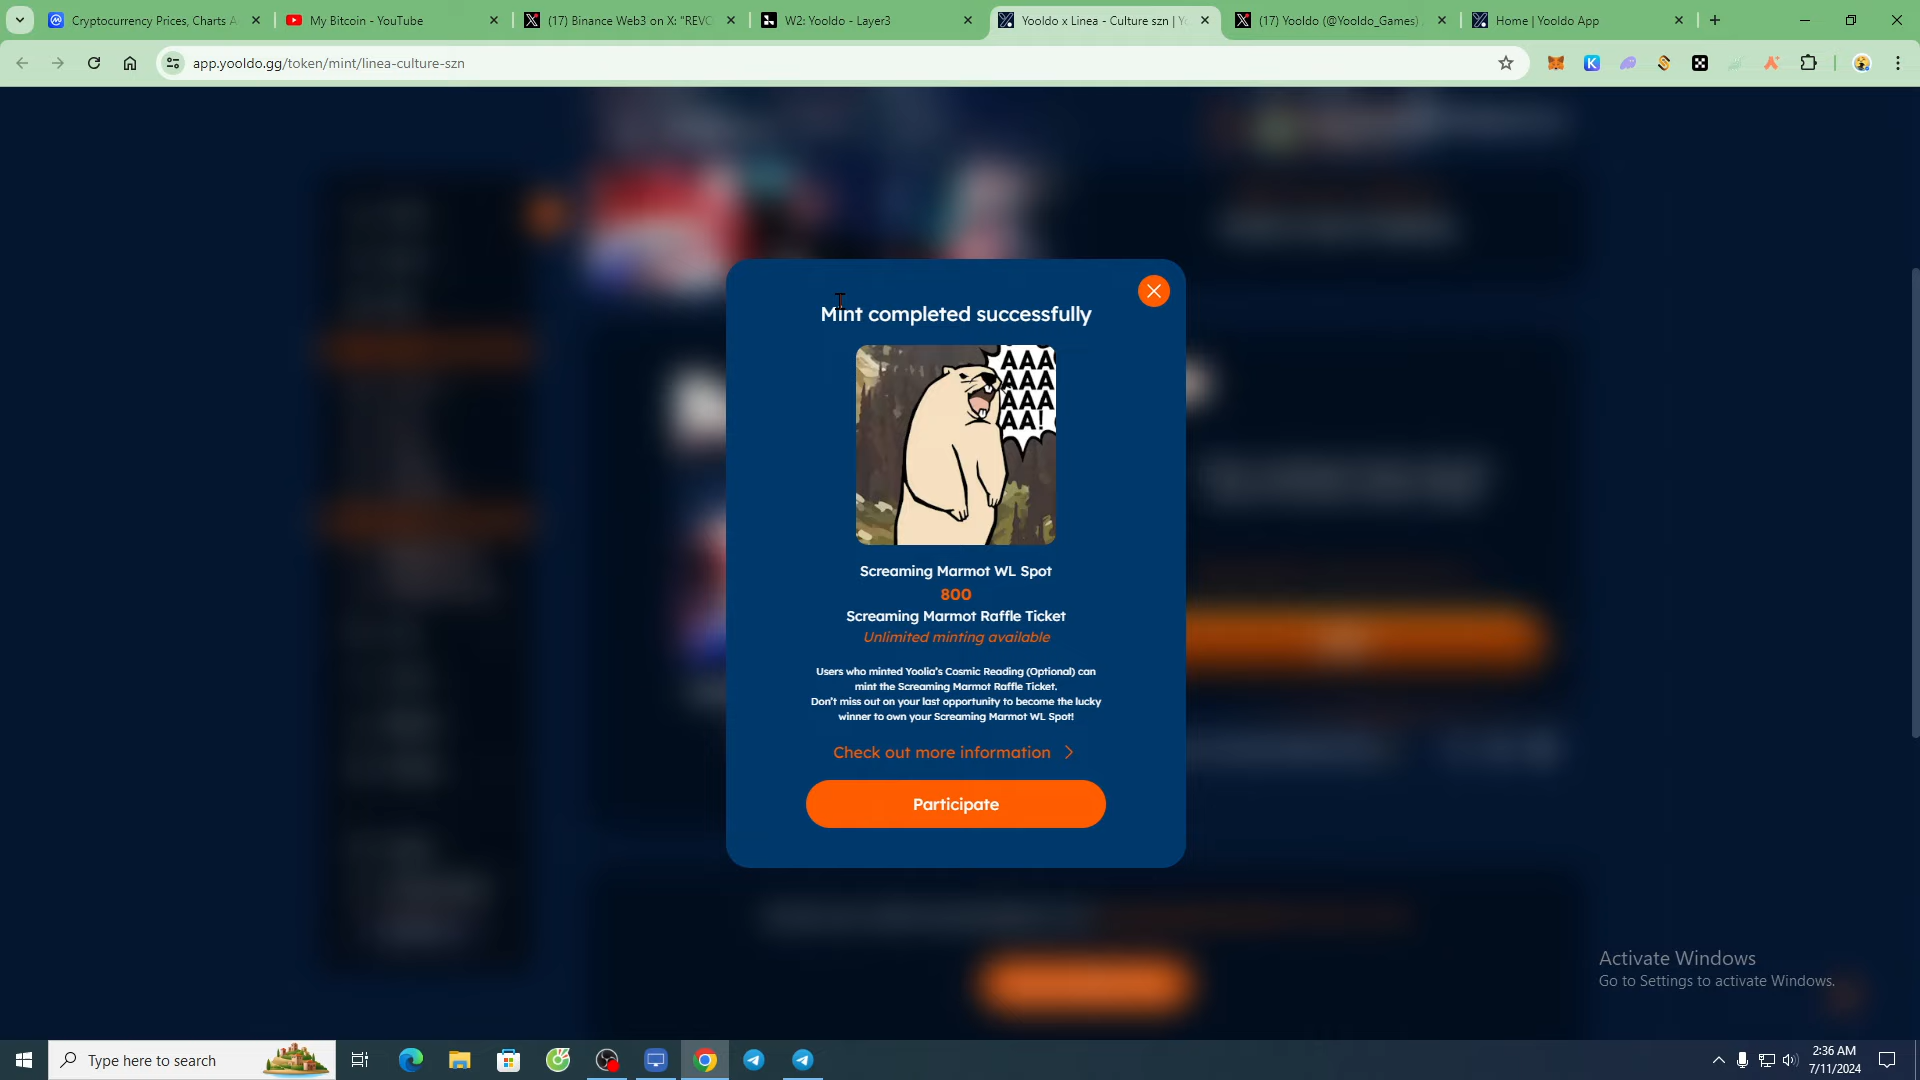 Cryptocurrency Prices, Charts A
My Bitcoin - YouTube
(17) Binance Web3 on X: "REVO
W2: Yooldo - Layer3
Yooldo x Linea - Culture szn | Yo
(17) Yooldo (@Yooldo_Games) /
Home | Yooldo App
app.yooldo.gg/token/mint/linea-culture-szn
Mint completed successfully
AAA
AAA
AAA
AA!
Screaming Marmot WL Spot
800
Screaming Marmot Raffle Ticket
Unlimited minting available
Users who minted Yoolia's Cosmic Reading (Optional) can
mint the Screaming Marmot Raffle Ticket.
Don't miss out on your last opportunity to become the lucky
winner to own your Screaming Marmot WL Spot!
Check out more information
Participate
Activate Windows
Go to Settings to activate Windows.
Type here to search
2:36 AM
7/11/2024